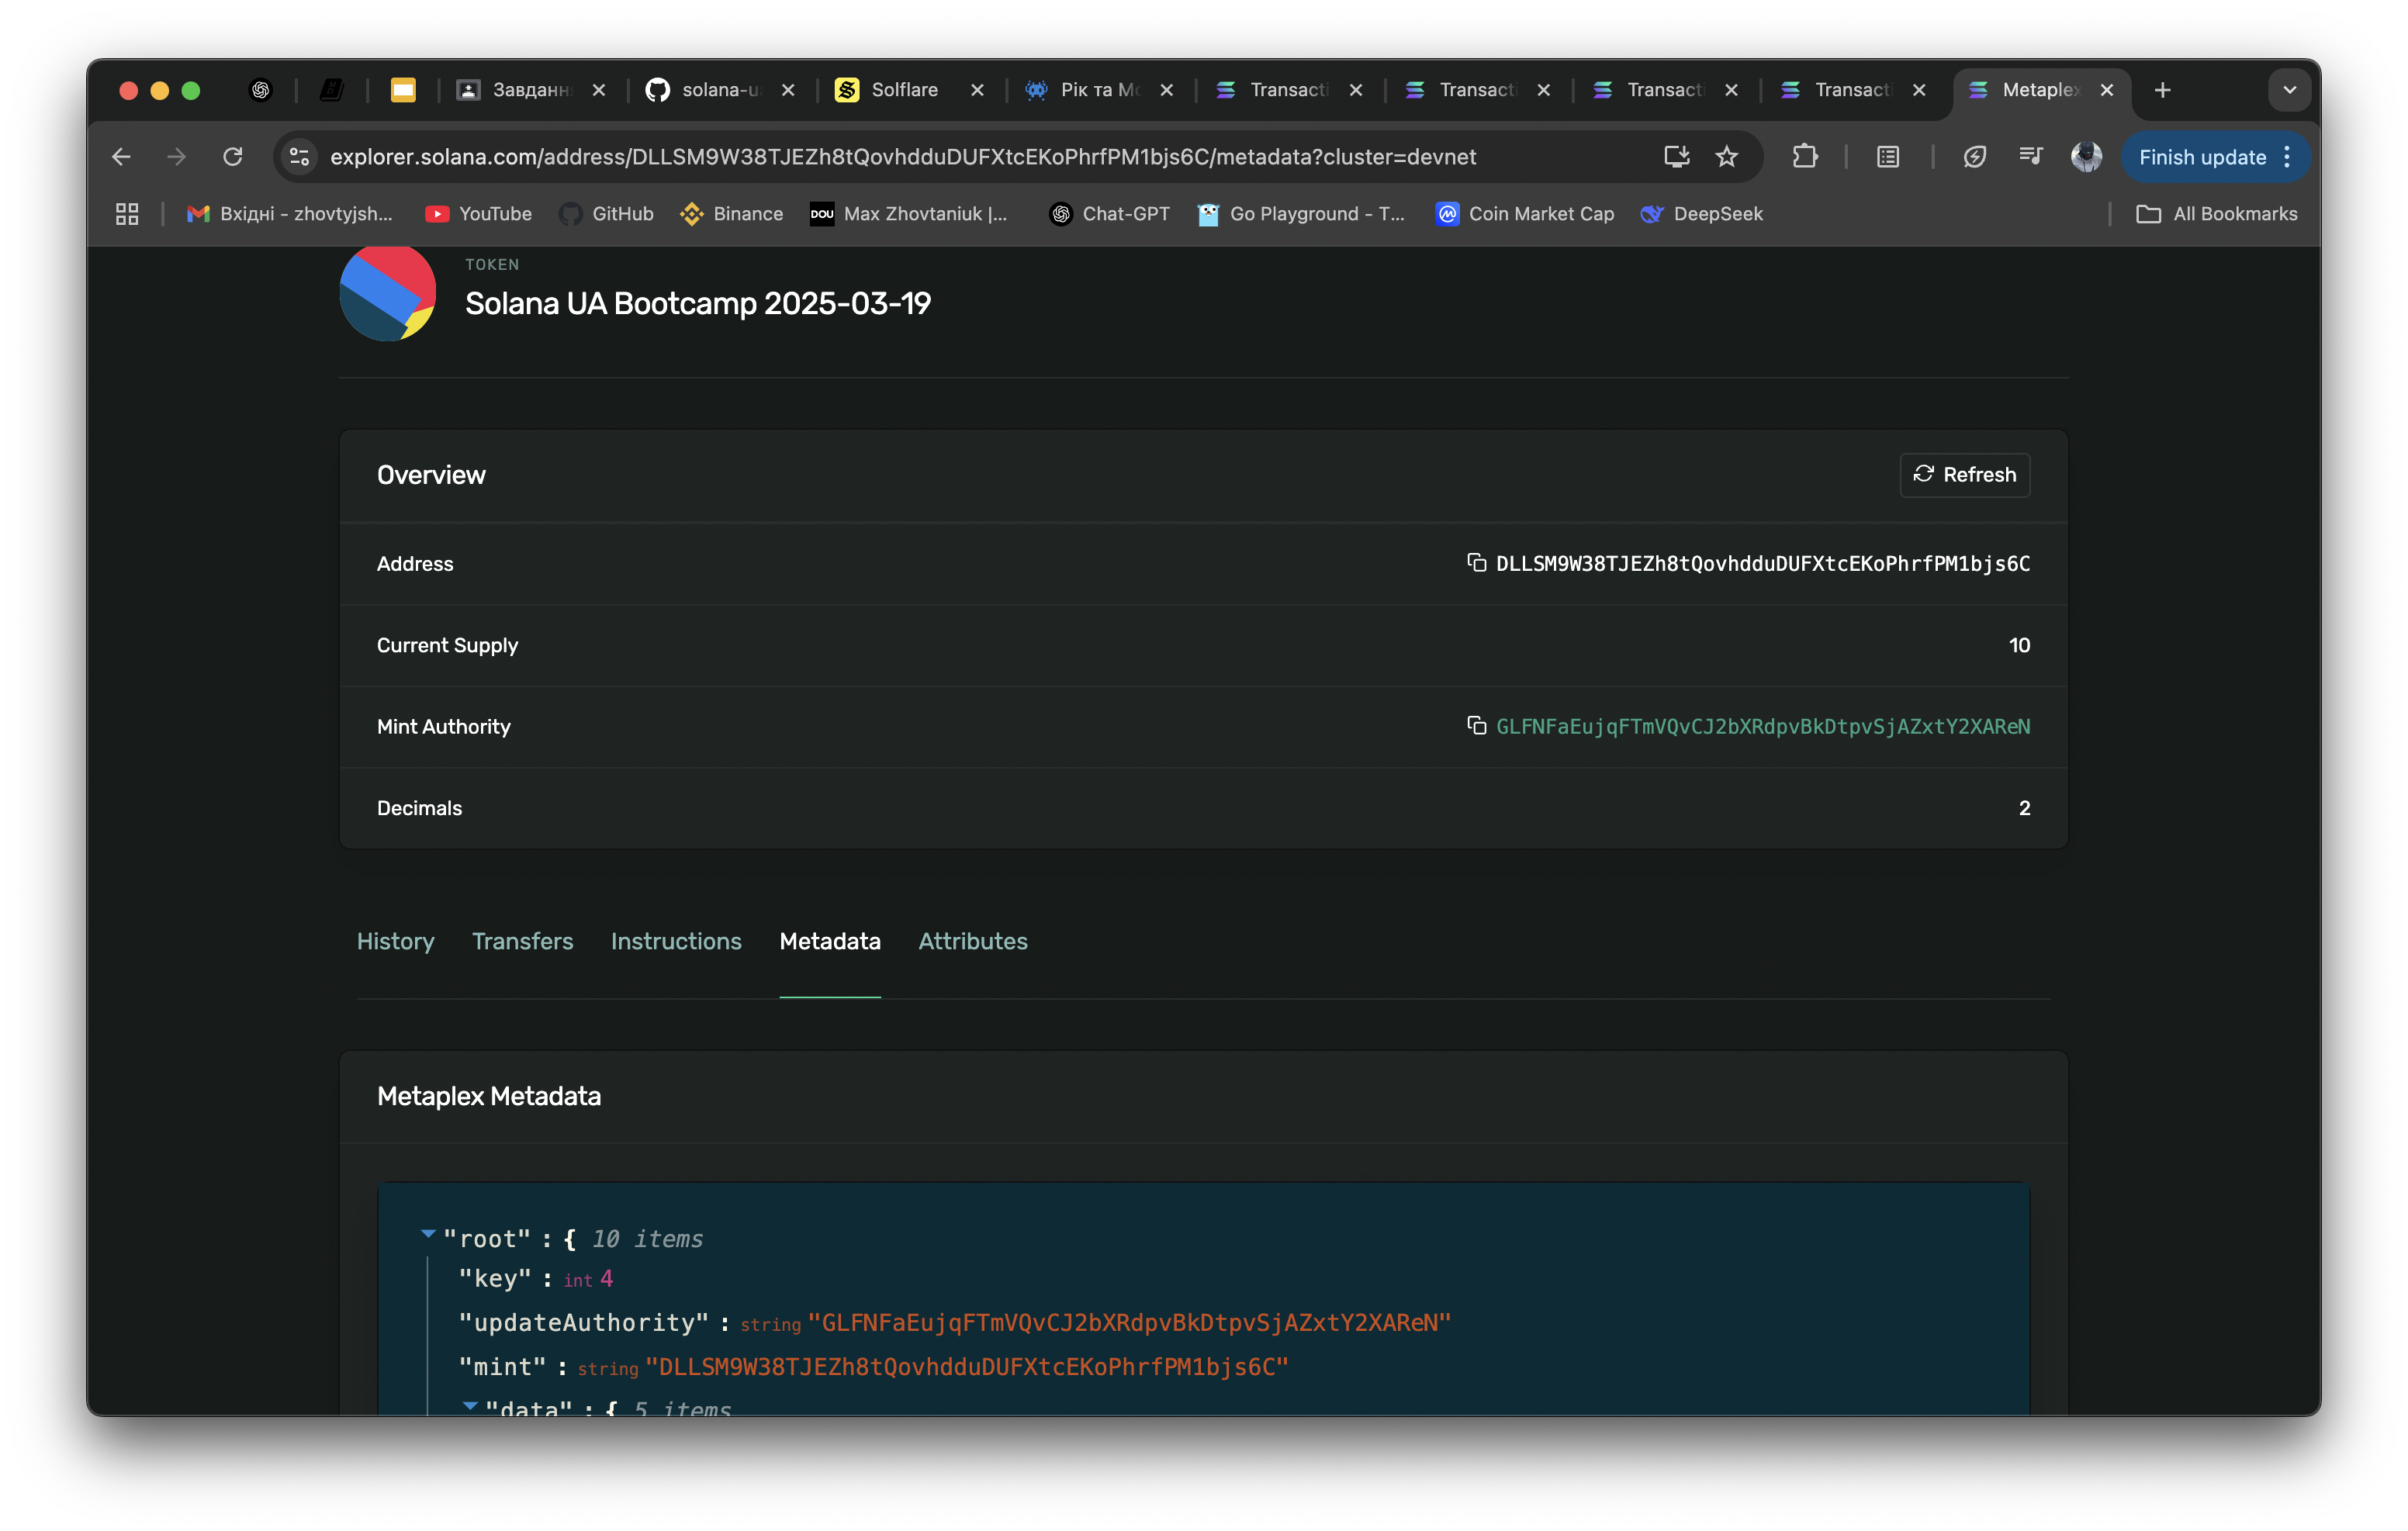 Завданн
solana-u
Solflare
Рік та Мо
Transacti
Transacti
Transacti
Transacti
Metaplex
explorer.solana.com/address/DLLSM9W38TJEZh8tQovhdduDUFXtcEKoPhrfPM1bjs6C/metadata?cluster=devnet
Finish update
Вхідні - zhovtyjsh...
YouTube
GitHub
Binance
DOU
Max Zhovtaniuk |...
Chat-GPT
Go Playground - T...
Coin Market Cap
DeepSeek
All Bookmarks
TOKEN
Solana UA Bootcamp 2025-03-19
Overview
Refresh
Address
DLLSM9W38TJEZh8tQovhdduDUFXtcEKoPhrfPM1bjs6C
Current Supply
10
Mint Authority
GLFNFaEujqFTmVQvCJ2bXRdpvBkDtpvSjAZxtY2XAReN
Decimals
2
History
Transfers
Instructions
Metadata
Attributes
Metaplex Metadata
"root" : { 10 items
"key" : int 4
"updateAuthority" : string "GLFNFaEujqFTmVQvCJ2bXRdpvBkDtpvSjAZxtY2XAReN"
"mint" : string "DLLSM9W38TJEZh8tQovhdduDUFXtcEKoPhrfPM1bjs6C"
"data" : { 5 items